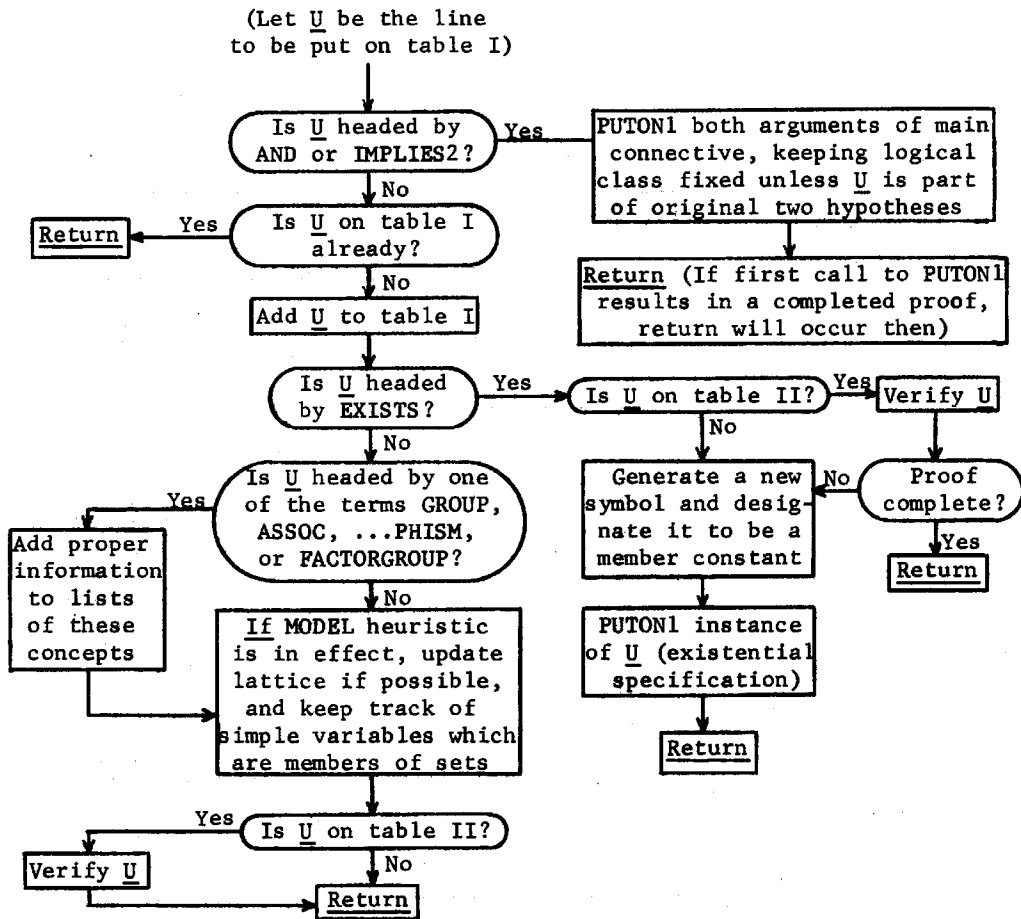 (Let U be the line
to be put on table I)
Is U headed by
AND or IMPLIES2?
Yes
PUTON1 both arguments of main
connective, keeping logical
class fixed unless U is part
of original two hypotheses
No
Return
Yes
Is U on table I
already?
Return (If first call to PUTON1
results in a completed proof,
return will occur then)
No
Add U to table I
Is U headed
by EXISTS?
Yes
Is U on table II?
Yes
Verify U
No
No
Is U headed by one
of the terms GROUP,
ASSOC, ...PHISM,
or FACTORGROUP?
Yes
Generate a new
symbol and desig-
nate it to be a
member constant
No
Proof
complete?
Yes
Return
Add proper
information
to lists
of these
concepts
No
If MODEL heuristic
is in effect, update
lattice if possible,
and keep track of
simple variables which
are members of sets
PUTON1 instance
of U (existential
specification)
Return
Yes
Is U on table II?
Verify U
No
Return